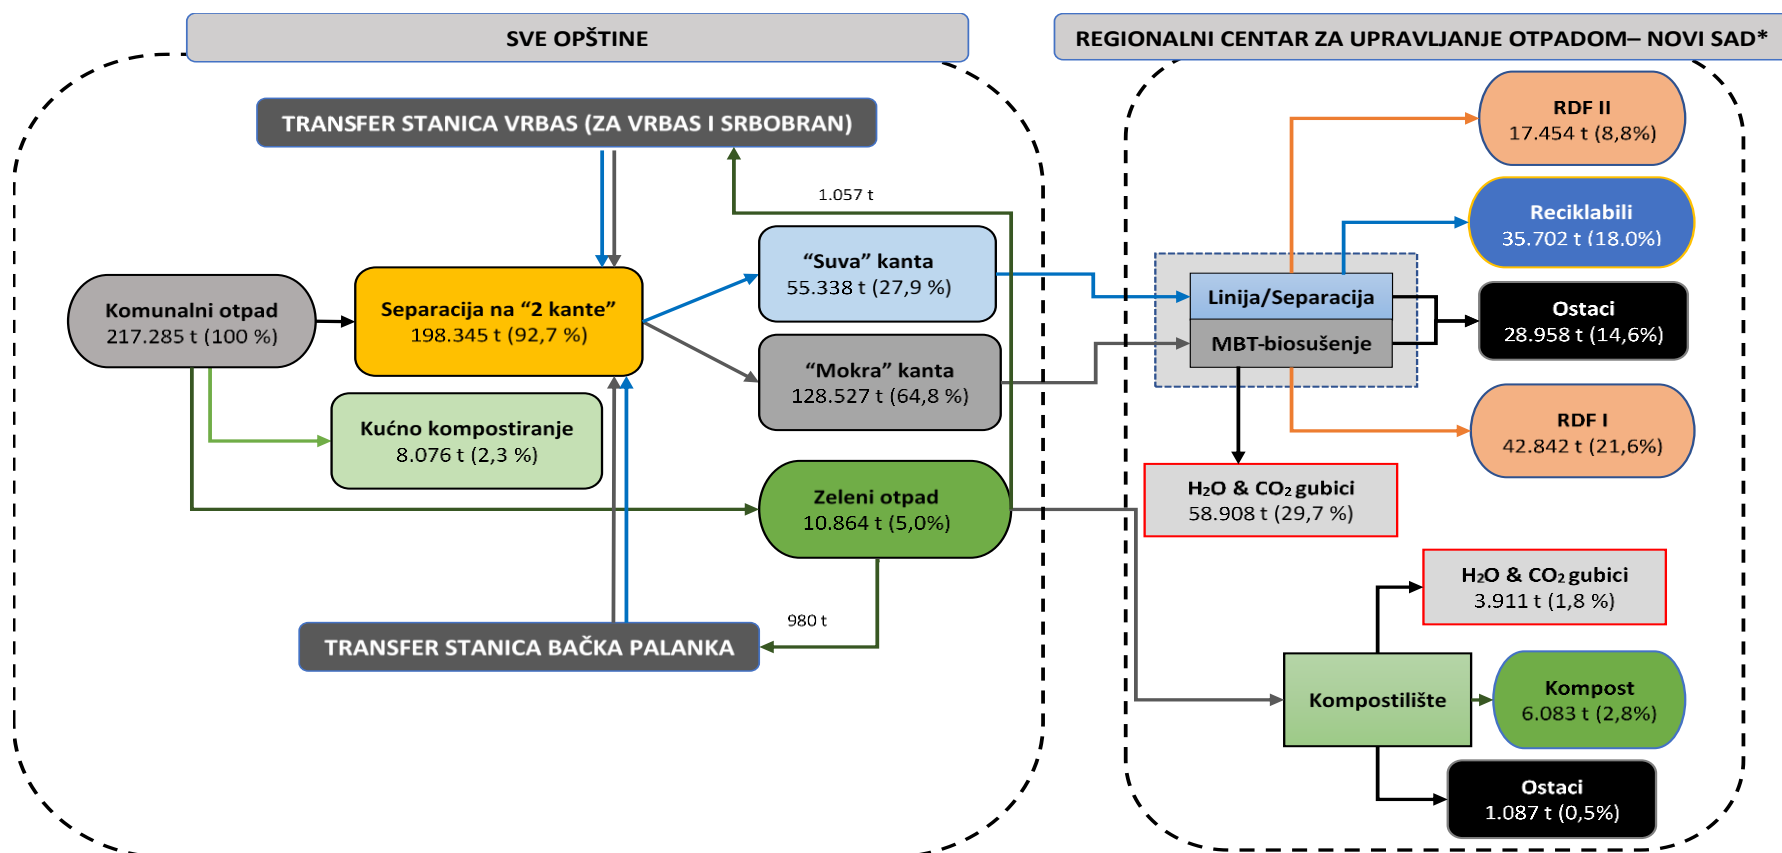 SVE OPŠTINE
REGIONALNI CENTAR ZA UPRAVLJANJE OTPADOM– NOVI SAD*
TRANSFER STANICA VRBAS (ZA VRBAS I SRBOBRAN)
1.057 t
Komunalni otpad
217.285 t (100 %)
Separacija na “2 kante”
198.345 t (92,7 %)
“Suva” kanta
55.338 t (27,9 %)
“Mokra” kanta
128.527 t (64,8 %)
Kućno kompostiranje
8.076 t (2,3 %)
Zeleni otpad
10.864 t (5,0%)
980 t
TRANSFER STANICA BAČKA PALANKA
RDF II
17.454 t (8,8%)
Reciklabili
35.702 t (18.0%)
Linija/Separacija
MBT-biosušenje
Ostaci
28.958 t (14,6%)
RDF I
42.842 t (21,6%)
H₂O & CO₂ gubici
58.908 t (29,7 %)
H₂O & CO₂ gubici
3.911 t (1,8 %)
Kompostilište
Kompost
6.083 t (2,8%)
Ostaci
1.087 t (0,5%)